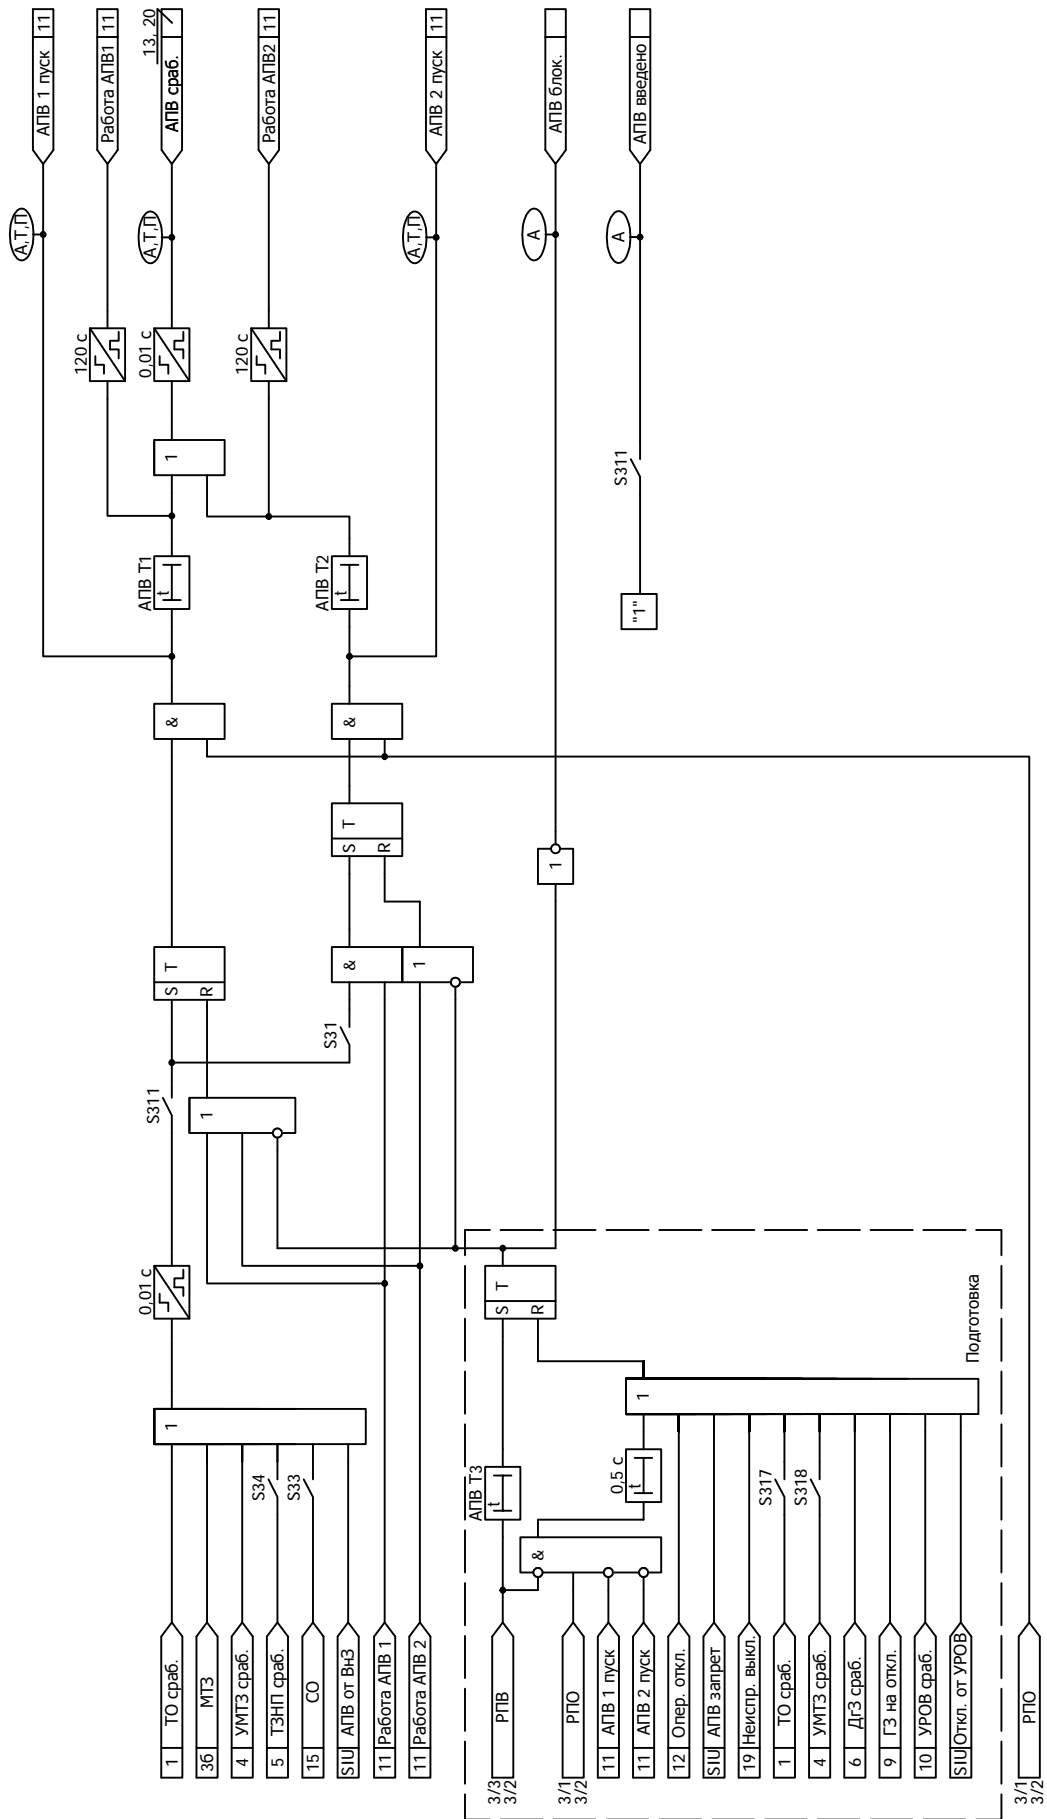 АПВ 1 пуск 11
Работа АПВ1 11
АПВ сраб.
13, 20
Работа АПВ2 11
АПВ 2 пуск 11
АПВ блок.
АПВ введено
А,Т,П
А,Т,П
А,Т,П
А
А
120 с
0,01 с
120 с
1
S311
АПВ Т1
t
АПВ Т2
t
"1"
&
&
Т
S
R
1
Т
S
R
&
1
S31
S311
1
0,01 с
Т
S
R
Подготовка
1
1
S34
S33
АПВ Т3
t
0,5 с
t
S317
S318
&
1 ТО сраб.
3б МТЗ
4 УМТЗ сраб.
5 ТЗНП сраб.
15 СО
SIU АПВ от ВнЗ
11 Работа АПВ 1
11 Работа АПВ 2
3/3
3/2
РПВ
3/1
3/2
РПО
11 АПВ 1 пуск
11 АПВ 2 пуск
12 Опер. откл.
SIU АПВ запрет
19 Неиспр. выкл.
1 ТО сраб.
4 УМТЗ сраб.
6 ДгЗ сраб.
9 ГЗ на откл.
10 УРОВ сраб.
SIU Откл. от УРОВ
3/1
3/2
РПО